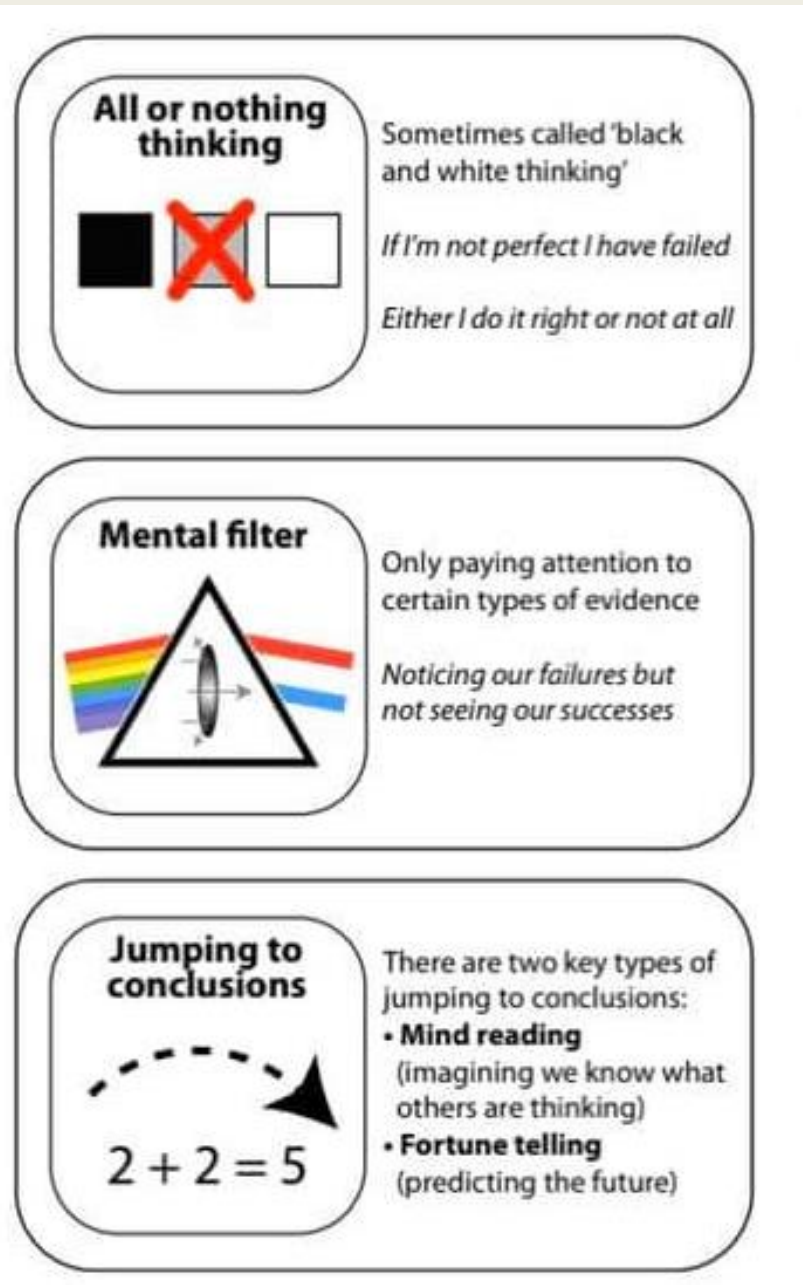 All or nothing
thinking
Sometimes called 'black
and white thinking'
If I'm not perfect I have failed
Either I do it right or not at all
Mental filter
Only paying attention to
certain types of evidence
Noticing our failures but
not seeing our successes
Jumping to
conclusions
2 + 2 = 5
There are two key types of
jumping to conclusions:
• Mind reading
(imagining we know what
others are thinking)
• Fortune telling
(predicting the future)